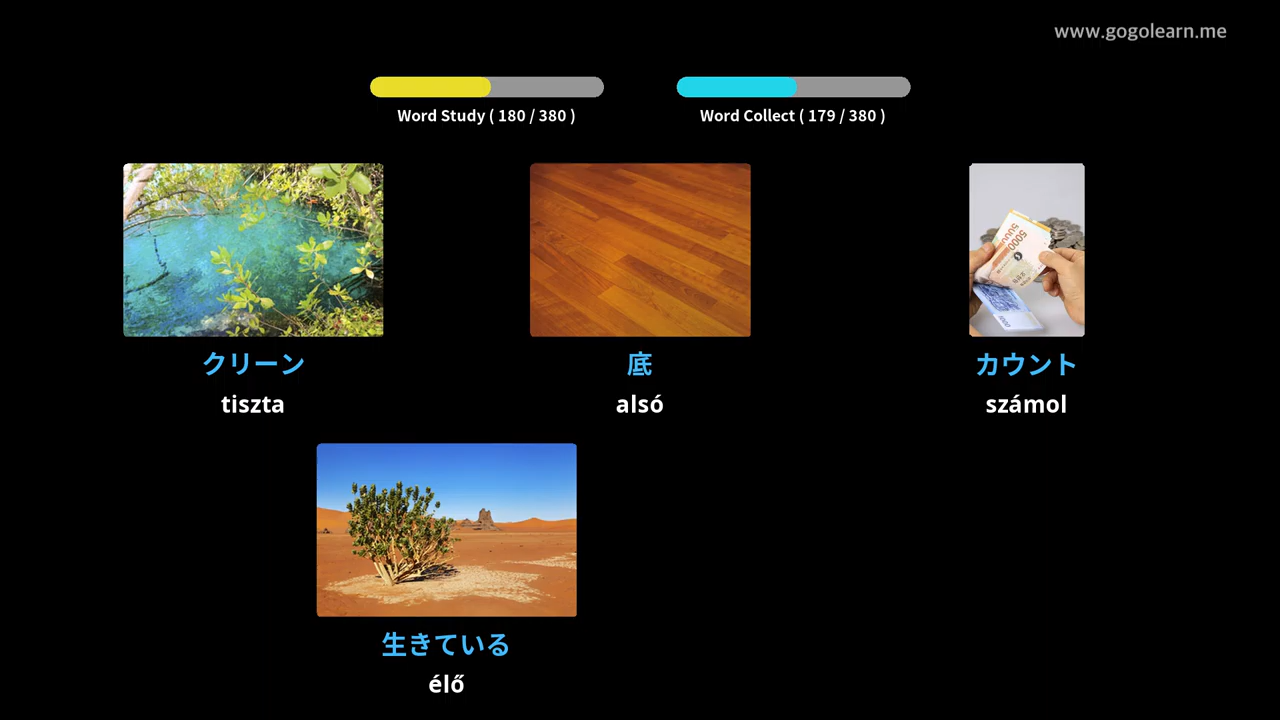 www.gogolearn.me
Word Study ( 180 / 380 )
Word Collect ( 179 / 380 )
クリーン
tiszta
底
alsó
カウント
számol
生きている
élő